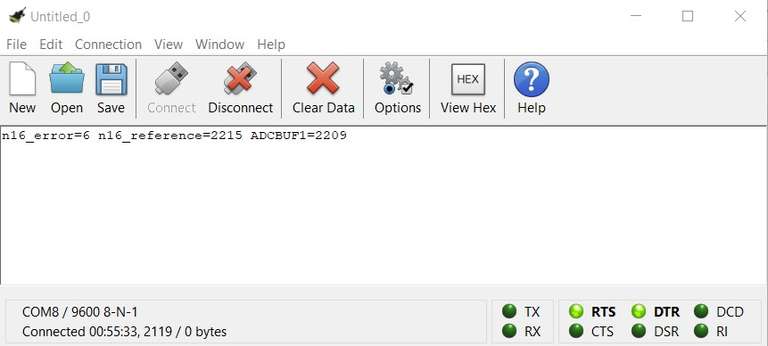 Untitled_0
File Edit Connection View Window Help
HEX
New Open Save Connect Disconnect Clear Data Options View Hex Help
n16_error=6 n16_reference=2215 ADCBUF1=2209
COM8 / 9600 8-N-1
Connected 00:55:33, 2119 / 0 bytes
TX RTS DTR DCD
RX CTS DSR RI